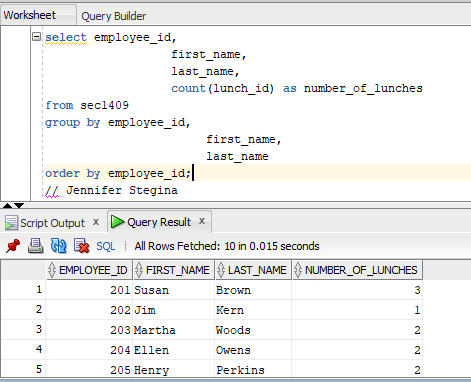 Worksheet Query Builder
select employee_id,
first_name,
last_name,
count(lunch_id) as number_of_lunches
from sec1409
group by employee_id,
first_name,
last_name
order by employee_id;
// Jennifer Stegina
Script Output x Query Result x
SQL | All Rows Fetched: 10 in 0.015 seconds
EMPLOYEE_ID FIRST_NAME LAST_NAME NUMBER_OF_LUNCHES
1 201 Susan Brown 3
2 202 Jim Kern 1
3 203 Martha Woods 2
4 204 Ellen Owens 2
5 205 Henry Perkins 2